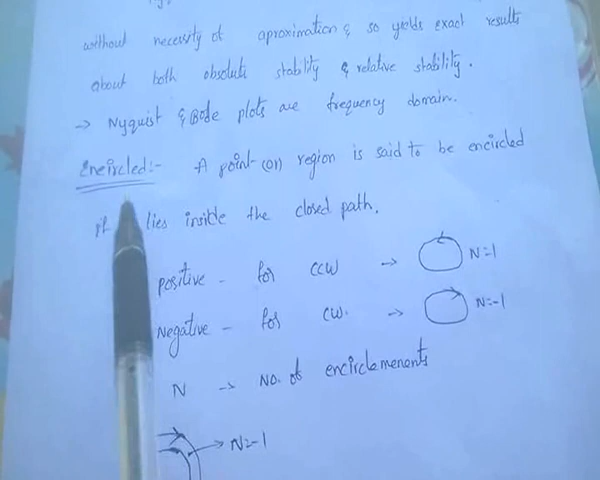 without necessity of aproximation & so yields exact results
about both absolute stablity & relative stability.
→ Nyquist & Bode plots are frequency domain.
Encircled:- A point (or) region is said to be encircled
if lies inside the closed path.
positive - for CCW → N=1
Negative - for CW. → N=-1
N → No. of encirclemenents
→ N=-1